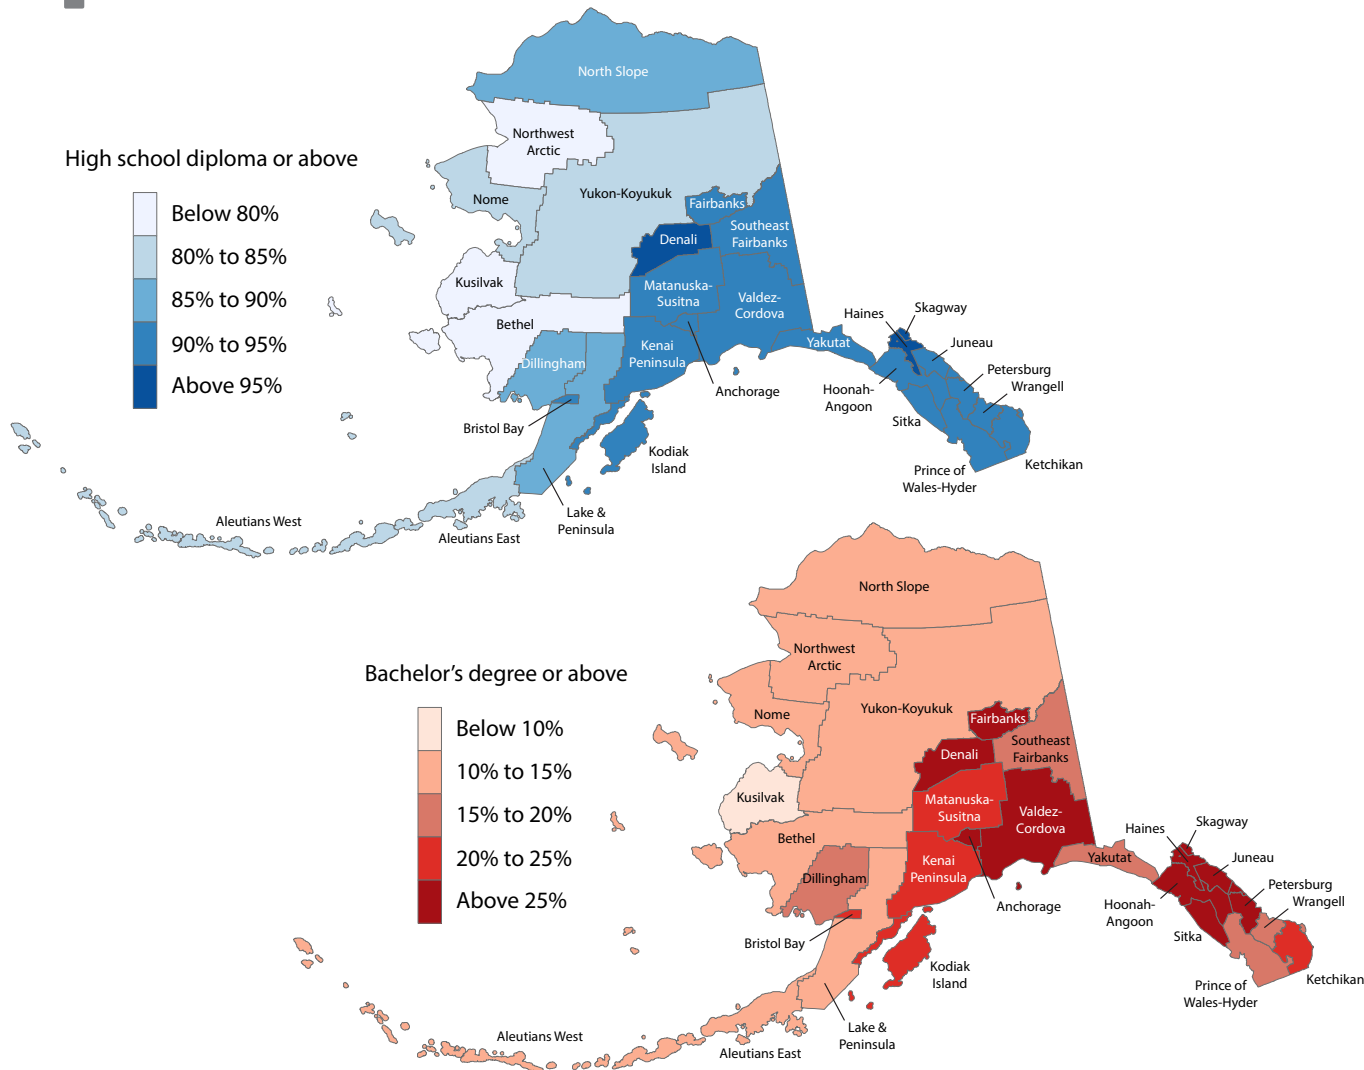 North Slope
Northwest
Arctic
High school diploma or above
Below 80%
80% to 85%
85% to 90%
90% to 95%
Above 95%
Nome
Yukon-Koyukuk
Fairbanks
Southeast
Fairbanks
Denali
Kusilvak
Matanuska-
Susitna
Valdez-
Cordova
Bethel
Dillingham
Kenai
Peninsula
Yakutat
Haines
Skagway
Juneau
Petersburg
Wrangell
Hoonah-
Angoon
Sitka
Anchorage
Bristol Bay
Kodiak
Island
Prince of
Wales-Hyder
Ketchikan
Lake &
Peninsula
Aleutians West
Aleutians East
North Slope
Northwest
Arctic
Bachelor’s degree or above
Below 10%
10% to 15%
15% to 20%
20% to 25%
Above 25%
Nome
Yukon-Koyukuk
Fairbanks
Southeast
Fairbanks
Denali
Kusilvak
Matanuska-
Susitna
Valdez-
Cordova
Bethel
Dillingham
Kenai
Peninsula
Yakutat
Haines
Skagway
Juneau
Petersburg
Wrangell
Hoonah-
Angoon
Sitka
Anchorage
Bristol Bay
Kodiak
Island
Prince of
Wales-Hyder
Ketchikan
Lake &
Peninsula
Aleutians West
Aleutians East